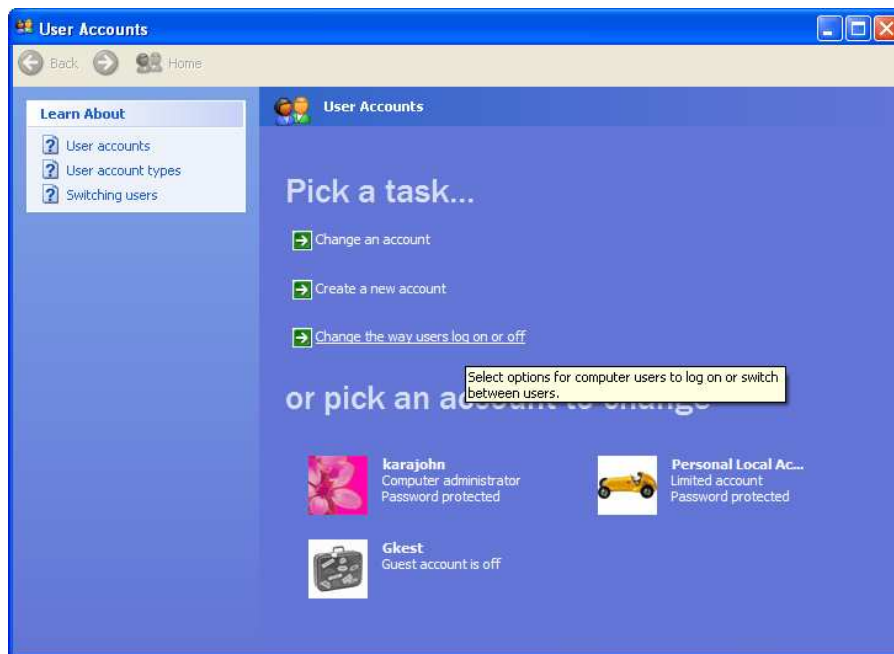 User Accounts
Back Home
Learn About
User accounts
User account types
Switching users
User Accounts
Pick a task...
Change an account
Create a new account
Change the way users log on or off
Select options for computer users to log on or switch
between users.
or pick an account to change
karajohn
Computer administrator
Password protected
Personal Local Ac...
Limited account
Password protected
Gkest
Guest account is off